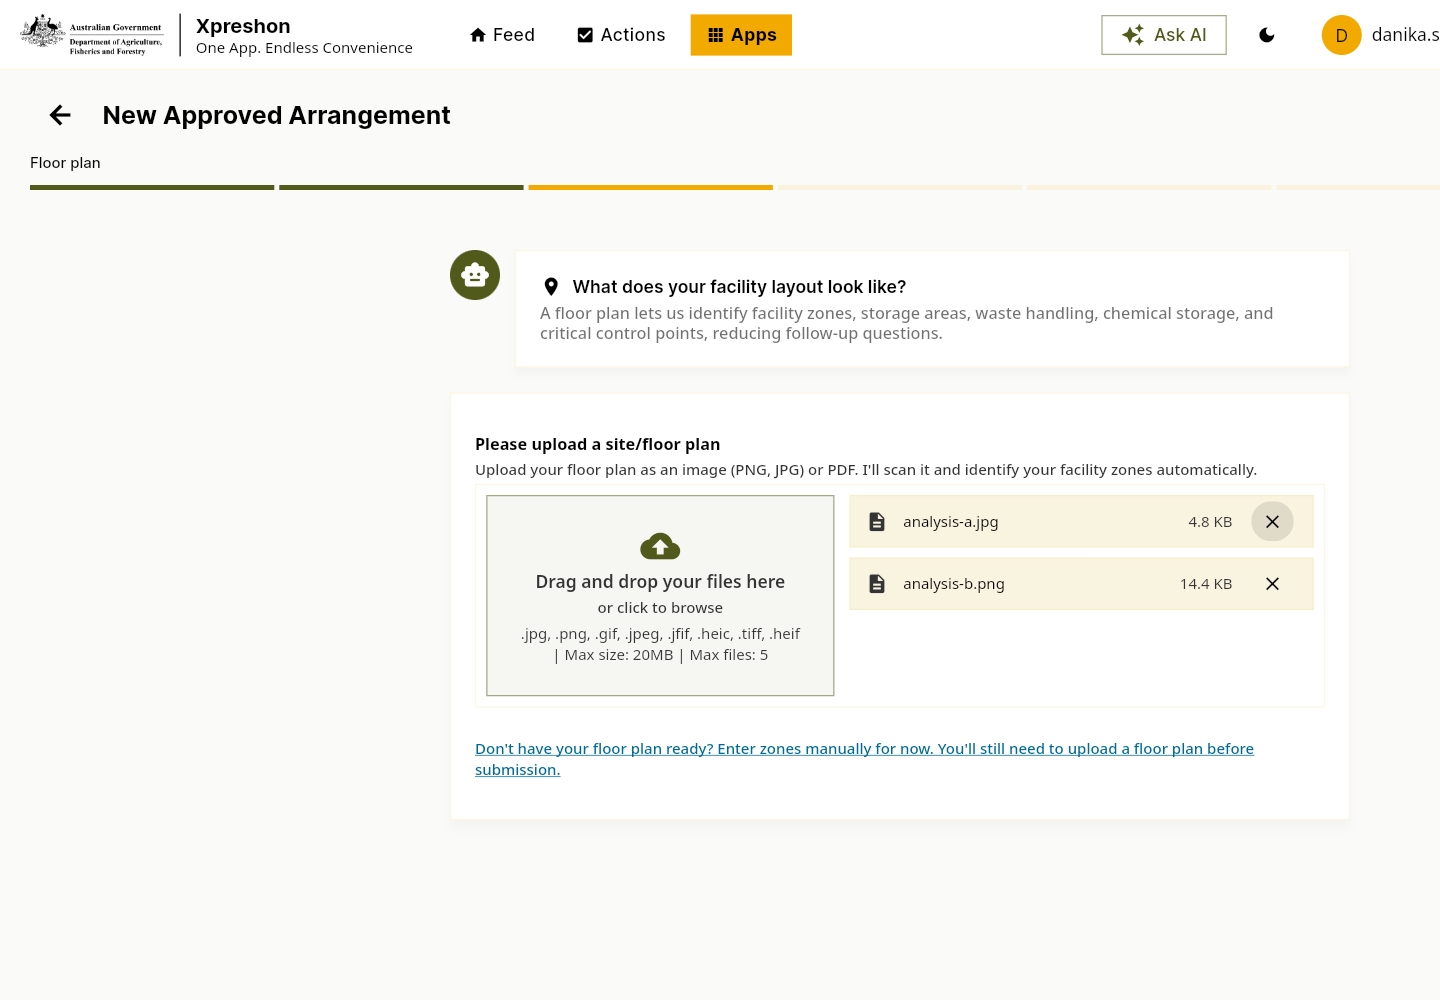 Australian Government
Department of Agriculture,
Fisheries and Forestry
Xpreshon
One App. Endless Convenience
Feed
Actions
Apps
Ask AI
D
danika.s
New Approved Arrangement
Floor plan
What does your facility layout look like?
A floor plan lets us identify facility zones, storage areas, waste handling, chemical storage, and
critical control points, reducing follow-up questions.
Please upload a site/floor plan
Upload your floor plan as an image (PNG, JPG) or PDF. I'll scan it and identify your facility zones automatically.
Drag and drop your files here
or click to browse
.jpg, .png, .gif, .jpeg, .jfif, .heic, .tiff, .heif
| Max size: 20MB | Max files: 5
analysis-a.jpg
4.8 KB
analysis-b.png
14.4 KB
Don't have your floor plan ready? Enter zones manually for now. You'll still need to upload a floor plan before
submission.